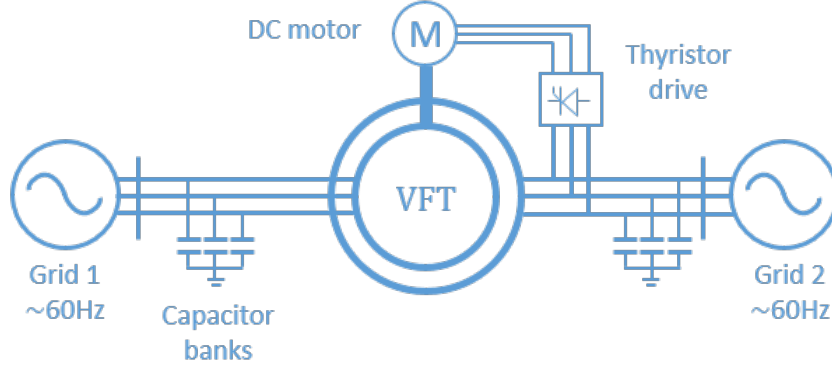 DC motor
M
Thyristor
drive
VFT
Grid 1
~60Hz
Capacitor
banks
Grid 2
~60Hz